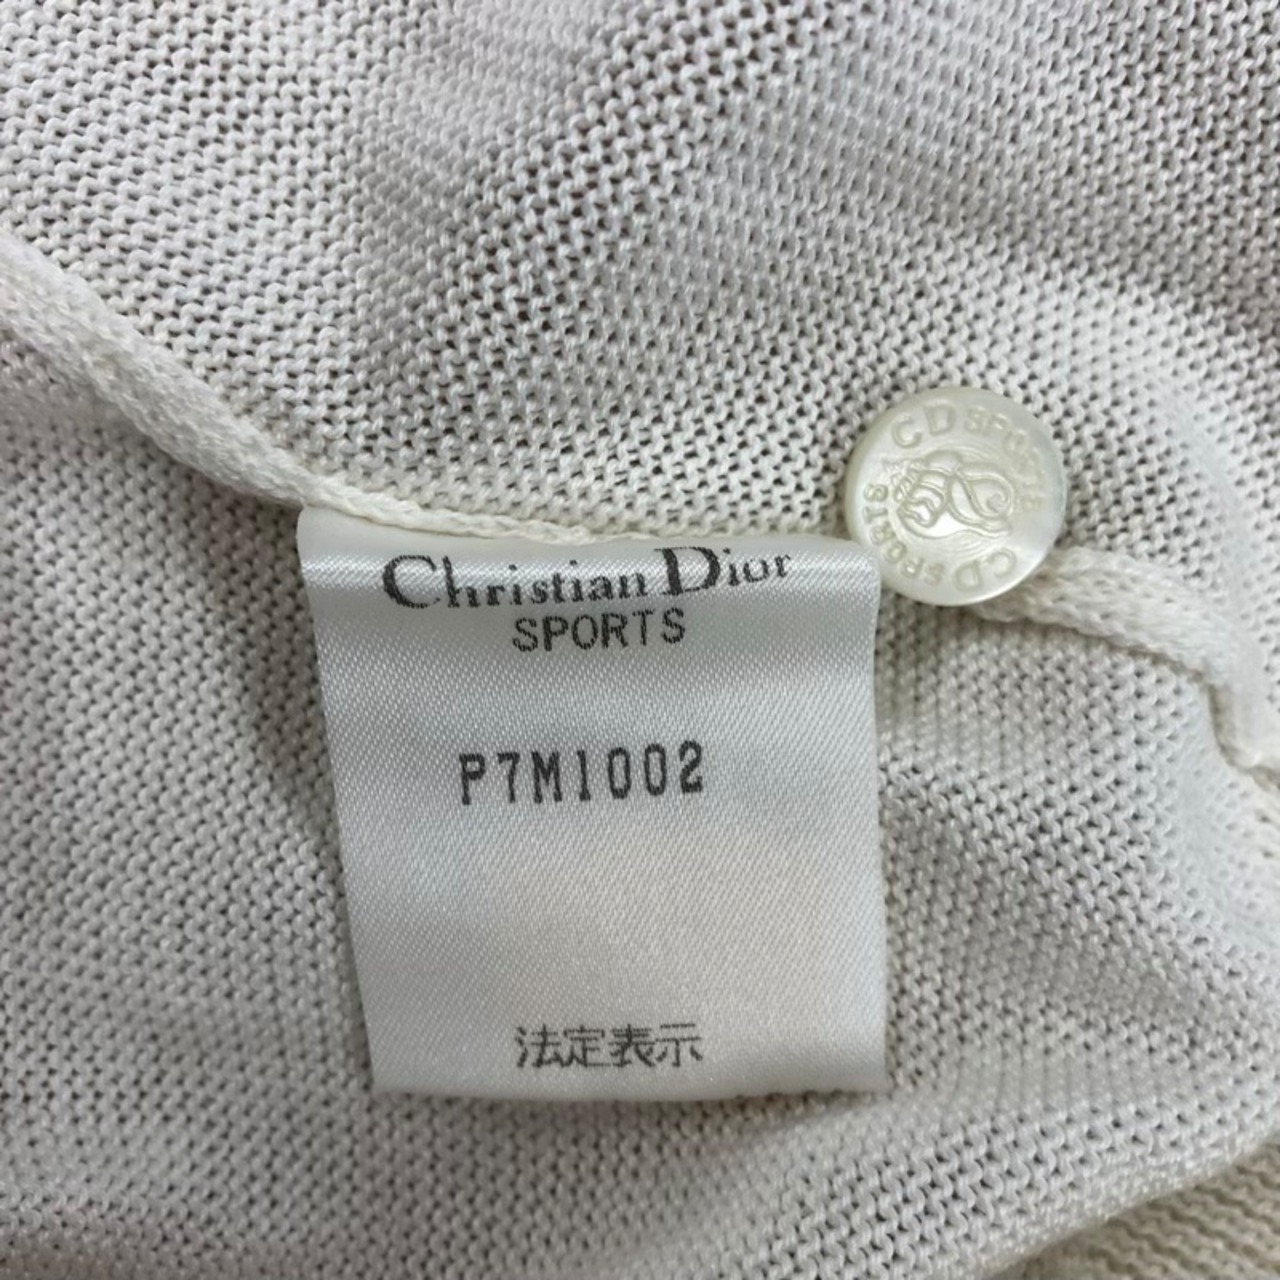 CD SPORTS
CD SPORTS
Christian Dior
SPORTS
P7M1002
法定表示